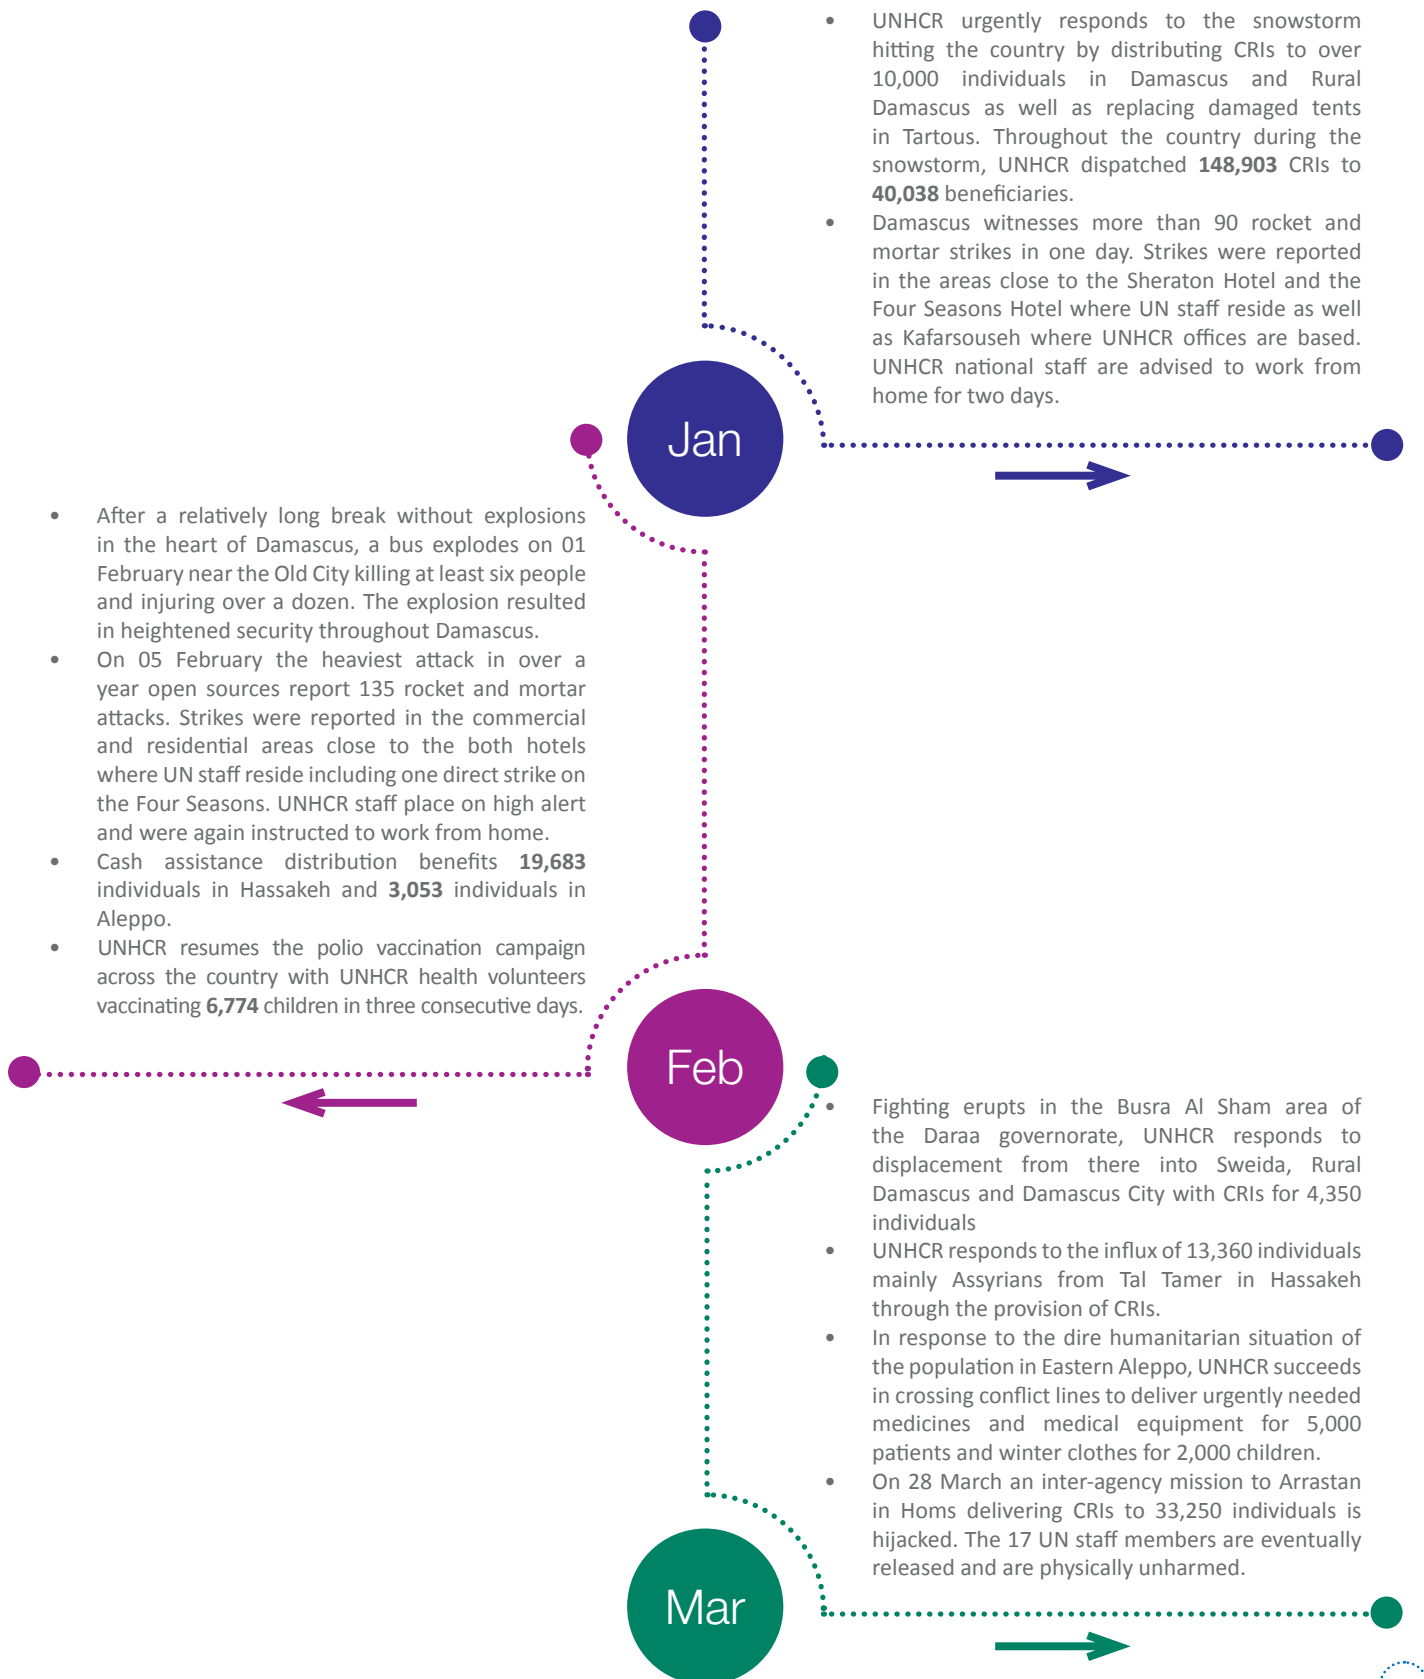 • UNHCR urgently responds to the snowstorm
hitting the country by distributing CRIs to over
10,000 individuals in Damascus and Rural
Damascus as well as replacing damaged tents
in Tartous. Throughout the country during the
snowstorm, UNHCR dispatched 148,903 CRIs to
40,038 beneficiaries.
• Damascus witnesses more than 90 rocket and
mortar strikes in one day. Strikes were reported
in the areas close to the Sheraton Hotel and the
Four Seasons Hotel where UN staff reside as well
as Kafarsouseh where UNHCR offices are based.
UNHCR national staff are advised to work from
home for two days.
Jan
• After a relatively long break without explosions
in the heart of Damascus, a bus explodes on 01
February near the Old City killing at least six people
and injuring over a dozen. The explosion resulted
in heightened security throughout Damascus.
• On 05 February the heaviest attack in over a
year open sources report 135 rocket and mortar
attacks. Strikes were reported in the commercial
and residential areas close to the both hotels
where UN staff reside including one direct strike on
the Four Seasons. UNHCR staff place on high alert
and were again instructed to work from home.
• Cash assistance distribution benefits 19,683
individuals in Hassakeh and 3,053 individuals in
Aleppo.
• UNHCR resumes the polio vaccination campaign
across the country with UNHCR health volunteers
vaccinating 6,774 children in three consecutive days.
Feb
• Fighting erupts in the Busra Al Sham area of
the Daraa governorate, UNHCR responds to
displacement from there into Sweida, Rural
Damascus and Damascus City with CRIs for 4,350
individuals
• UNHCR responds to the influx of 13,360 individuals
mainly Assyrians from Tal Tamer in Hassakeh
through the provision of CRIs.
• In response to the dire humanitarian situation of
the population in Eastern Aleppo, UNHCR succeeds
in crossing conflict lines to deliver urgently needed
medicines and medical equipment for 5,000
patients and winter clothes for 2,000 children.
• On 28 March an inter-agency mission to Arrastan
in Homs delivering CRIs to 33,250 individuals is
hijacked. The 17 UN staff members are eventually
released and are physically unharmed.
Mar